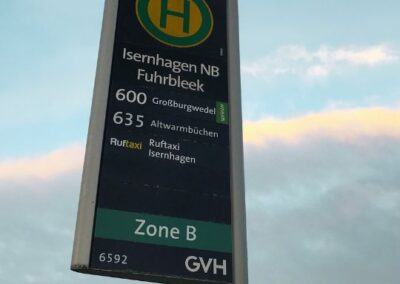 H
Isernhagen NB
Fuhrbleek
600 Großburgwedel
635 Altwarmbüchen
Ruftaxi Ruftaxi
Isernhagen
Zone B
6592 GVH